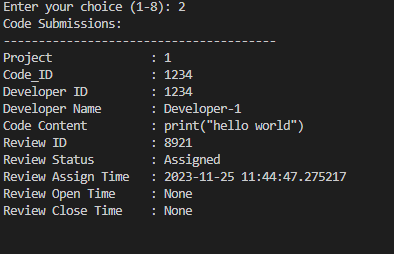 Enter your choice (1-8): 2
Code Submissions:
---------------------------------------
Project : 1
Code_ID : 1234
Developer ID : 1234
Developer Name : Developer-1
Code Content : print("hello world")
Review ID : 8921
Review Status : Assigned
Review Assign Time : 2023-11-25 11:44:47.275217
Review Open Time : None
Review Close Time : None